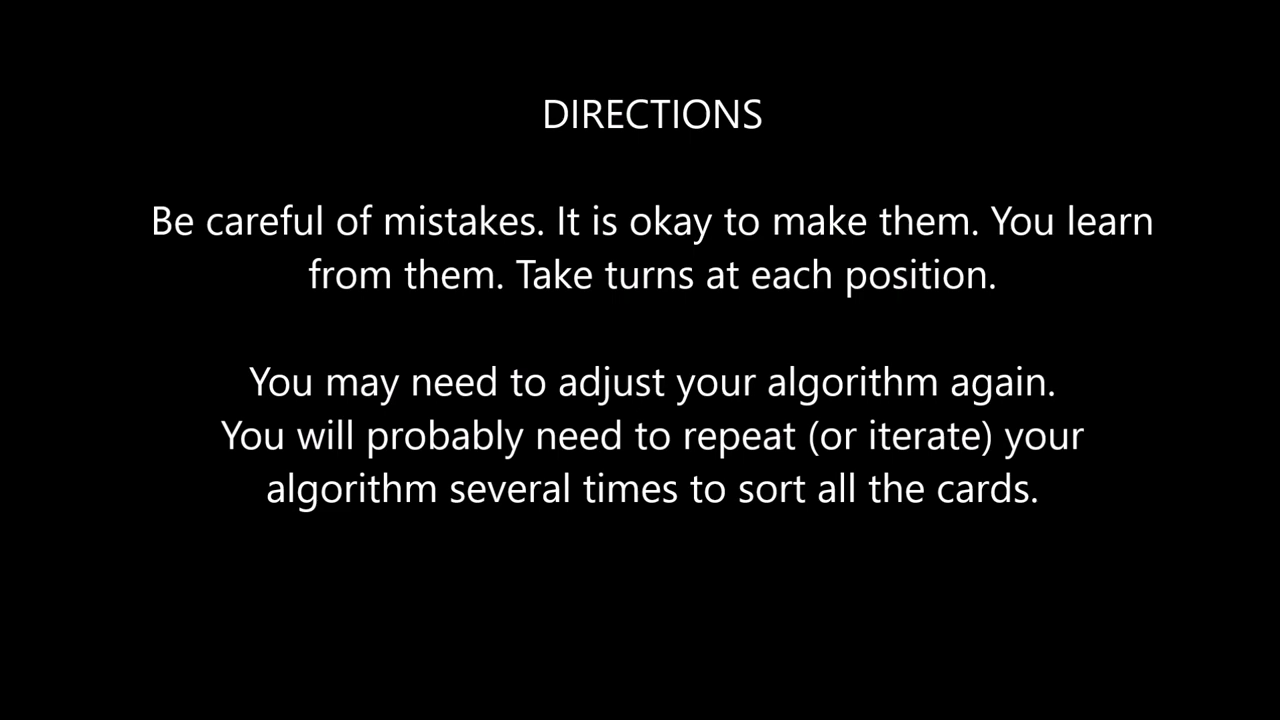 DIRECTIONS
Be careful of mistakes. It is okay to make them. You learn
from them. Take turns at each position.
You may need to adjust your algorithm again.
You will probably need to repeat (or iterate) your
algorithm several times to sort all the cards.